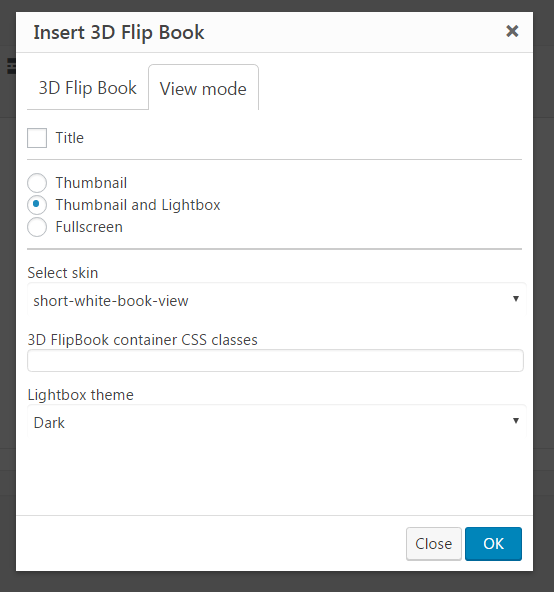 Insert 3D Flip Book
3D Flip Book
View mode
Title
Thumbnail
Thumbnail and Lightbox
Fullscreen
Select skin
short-white-book-view
3D FlipBook container CSS classes
Lightbox theme
Dark
Close
OK